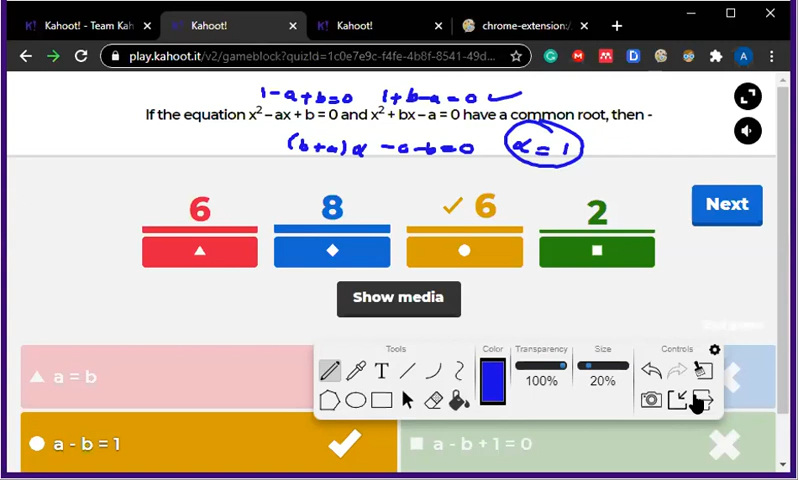 Kahoot! - Team Kah
Kahoot!
Kahoot!
chrome-extension:/
play.kahoot.it/v2/gameblock?quizId=1c0e7e9c-f4fe-4b8f-8541-49d...
A
1-a+b=0 1+b-a=0
If the equation x² – ax + b = 0 and x² + bx – a = 0 have a common root, then -
(b+a)α -a-b=0 α = 1
6
8
6
2
Next
Show media
Tools
Color
Transparency
Size
Controls
T
100%
20%
a = b
a - b = 1
a - b + 1 = 0